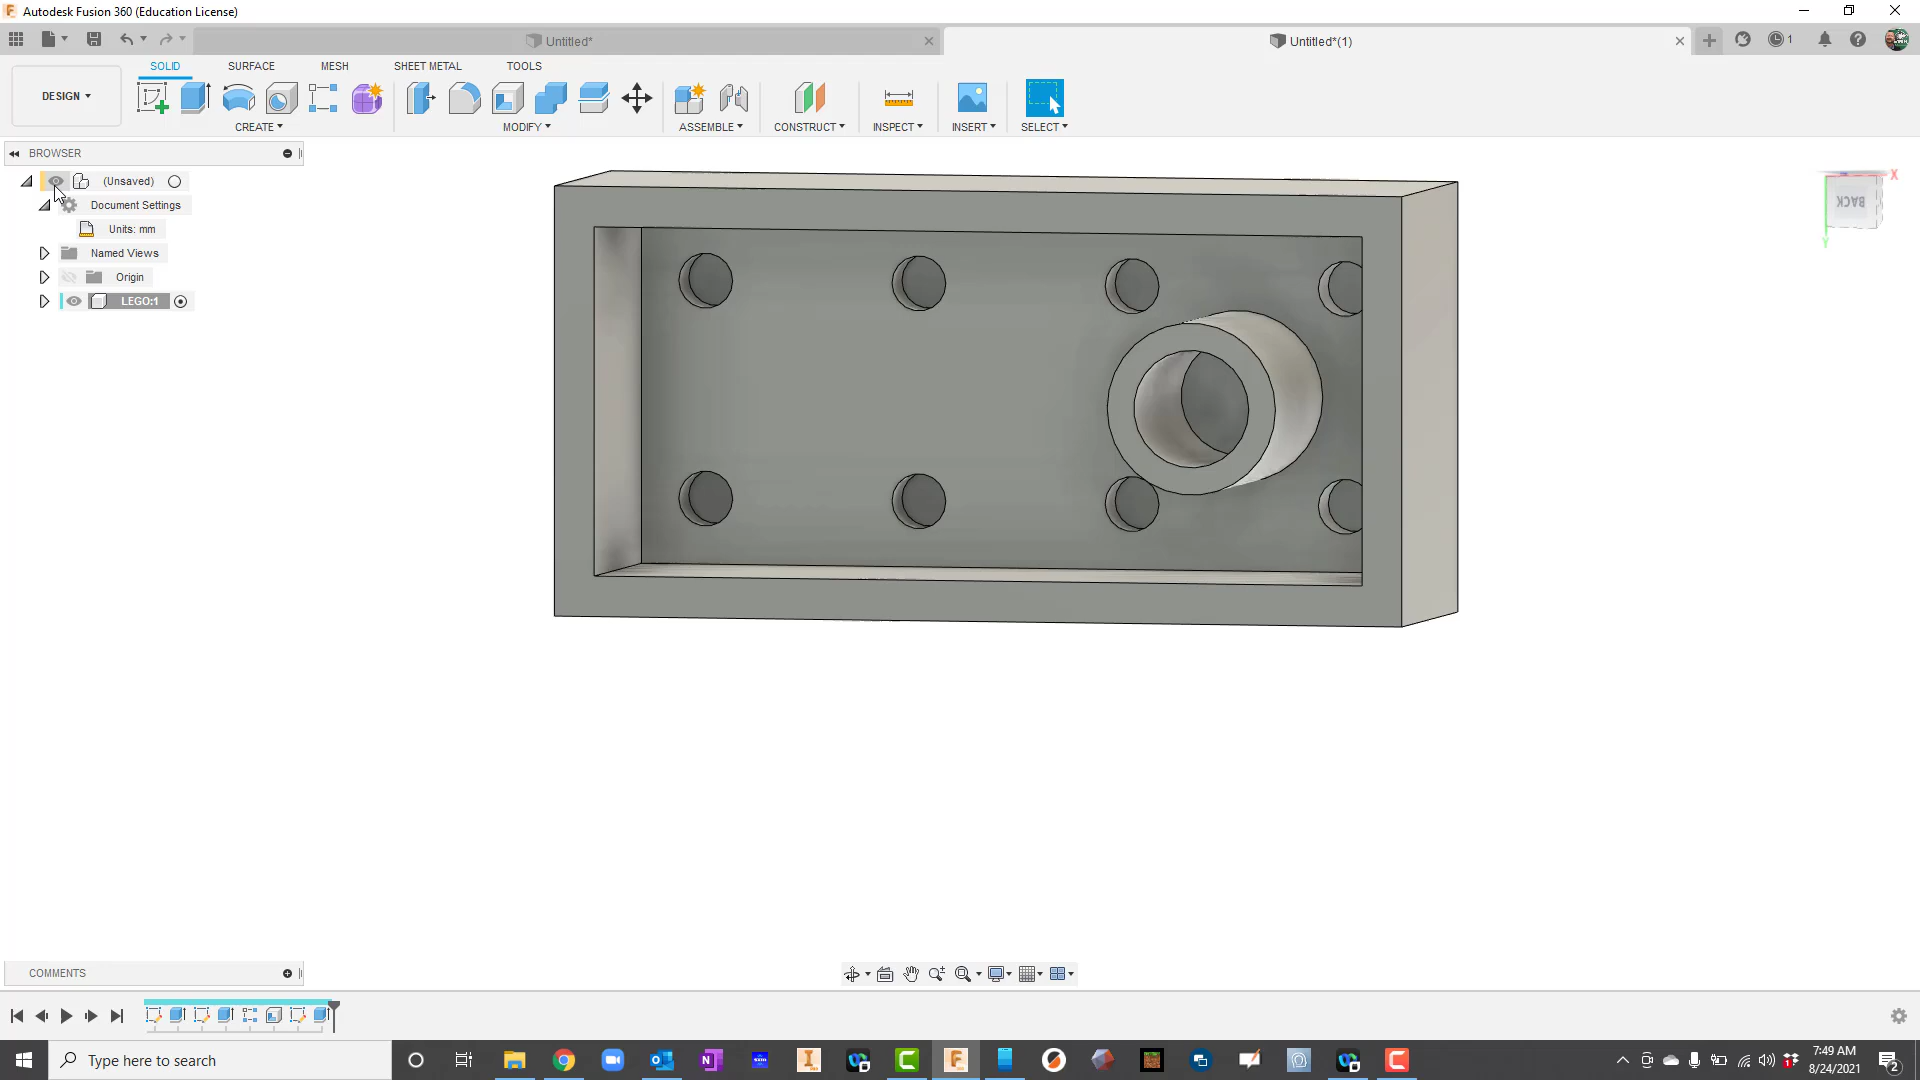 Autodesk Fusion 360 (Education License)
Untitled*
Untitled*(1)
1
SOLID SURFACE MESH SHEET METAL TOOLS
DESIGN
CREATE MODIFY ASSEMBLE CONSTRUCT INSPECT INSERT SELECT
BROWSER
(Unsaved)
Document Settings
Units: mm
Named Views
Origin
LEGO:1
X
BACK
Y
COMMENTS
Type here to search
7:49 AM
8/24/2021
2